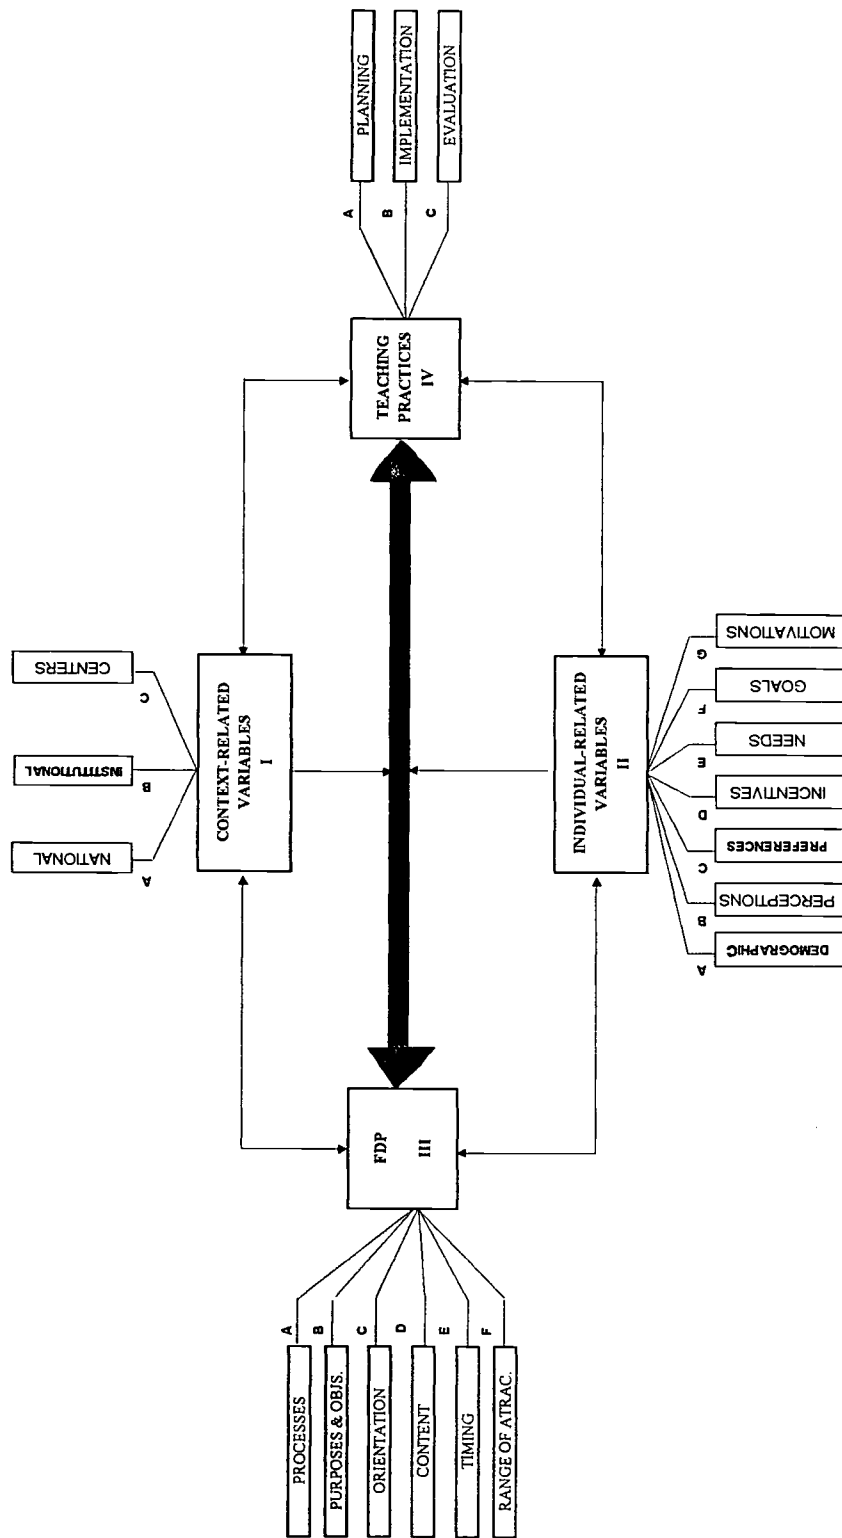 NATIONAL
INSTITUTIONAL
CENTERS
A
B
C
CONTEXT-RELATED
VARIABLES
I
PROCESSES
A
PURPOSES & OBJS.
B
ORIENTATION
C
CONTENT
D
TIMING
E
RANGE OF ATRAC.
F
FDP
III
TEACHING
PRACTICES
IV
A
PLANNING
B
IMPLEMENTATION
C
EVALUATION
INDIVIDUAL-RELATED
VARIABLES
II
A
B
C
D
E
F
G
DEMOGRAPHIC
PERCEPTIONS
PREFERENCES
INCENTIVES
NEEDS
GOALS
MOTIVATIONS